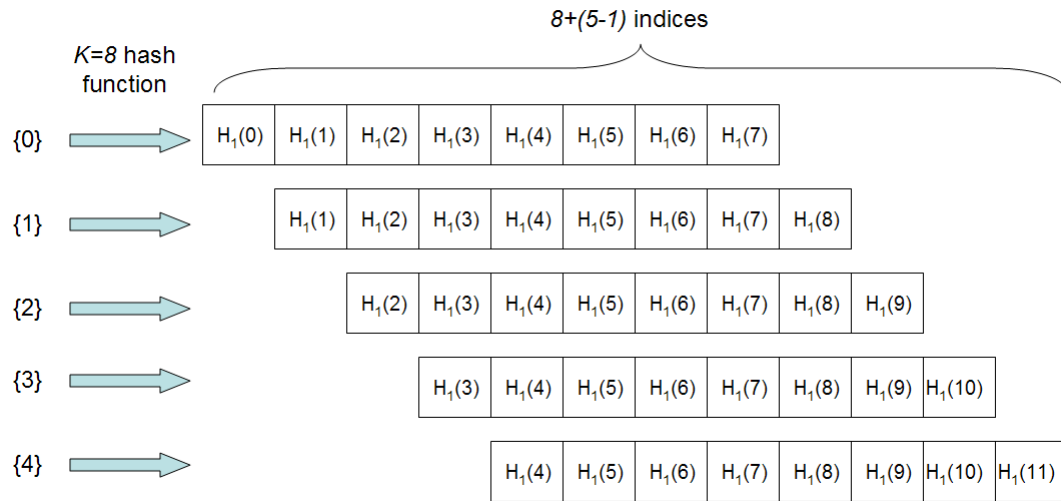 8+(5-1) indices
K=8 hash
function
{0} H₁(0) H₁(1) H₁(2) H₁(3) H₁(4) H₁(5) H₁(6) H₁(7)
{1} H₁(1) H₁(2) H₁(3) H₁(4) H₁(5) H₁(6) H₁(7) H₁(8)
{2} H₁(2) H₁(3) H₁(4) H₁(5) H₁(6) H₁(7) H₁(8) H₁(9)
{3} H₁(3) H₁(4) H₁(5) H₁(6) H₁(7) H₁(8) H₁(9) H₁(10)
{4} H₁(4) H₁(5) H₁(6) H₁(7) H₁(8) H₁(9) H₁(10) H₁(11)